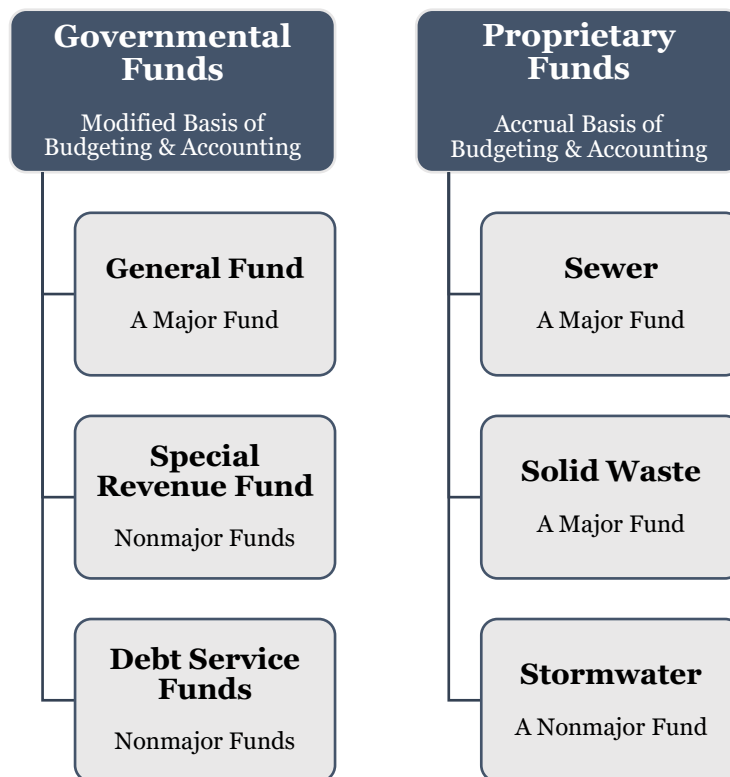 Governmental
Funds
Modified Basis of
Budgeting & Accounting
General Fund
A Major Fund
Special
Revenue Fund
Nonmajor Funds
Debt Service
Funds
Nonmajor Funds
Proprietary
Funds
Accrual Basis of
Budgeting & Accounting
Sewer
A Major Fund
Solid Waste
A Major Fund
Stormwater
A Nonmajor Fund